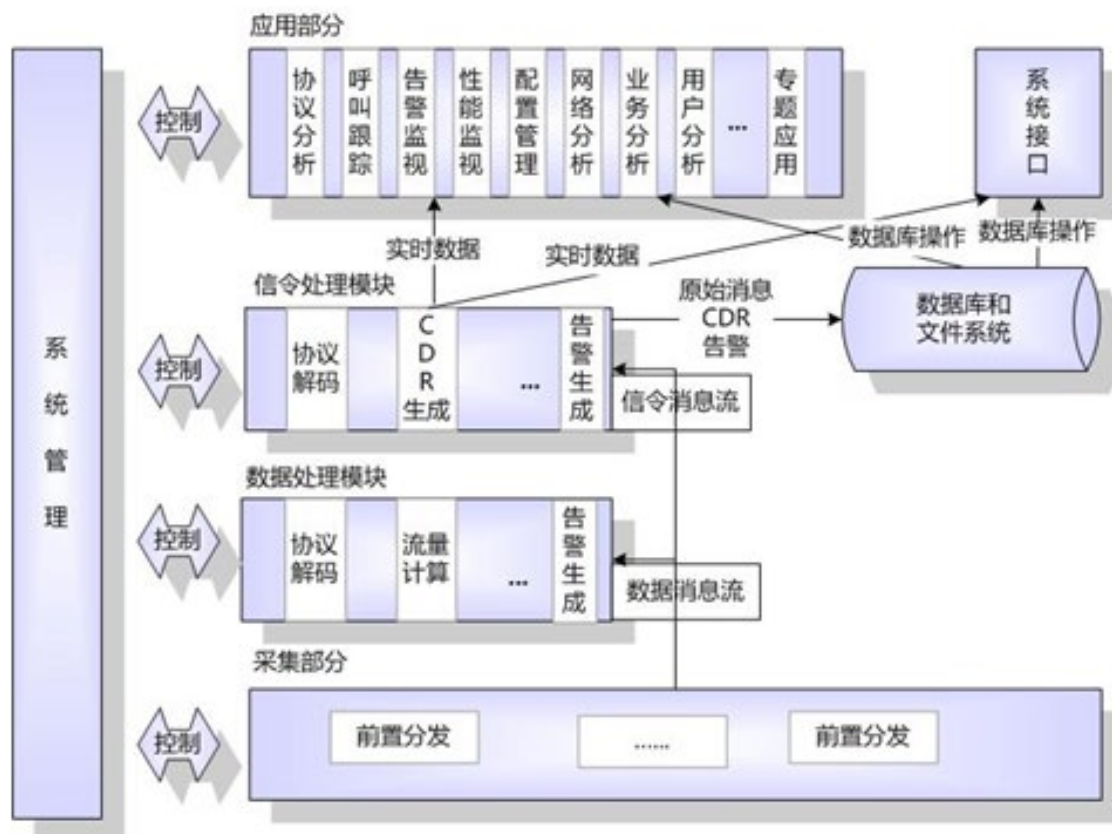 应用部分
系统管理
控制
协议分析
呼叫跟踪
告警监视
性能监视
配置管理
网络分析
业务分析
用户分析
...
专题应用
系统接口
实时数据
实时数据
数据库操作
数据库操作
信令处理模块
控制
协议
解码
CDR
生成
...
告警生成
原始消息
CDR
告警
数据库和
文件系统
信令消息流
数据处理模块
控制
协议
解码
流量
计算
...
告警生成
数据消息流
采集部分
控制
前置分发
......
前置分发